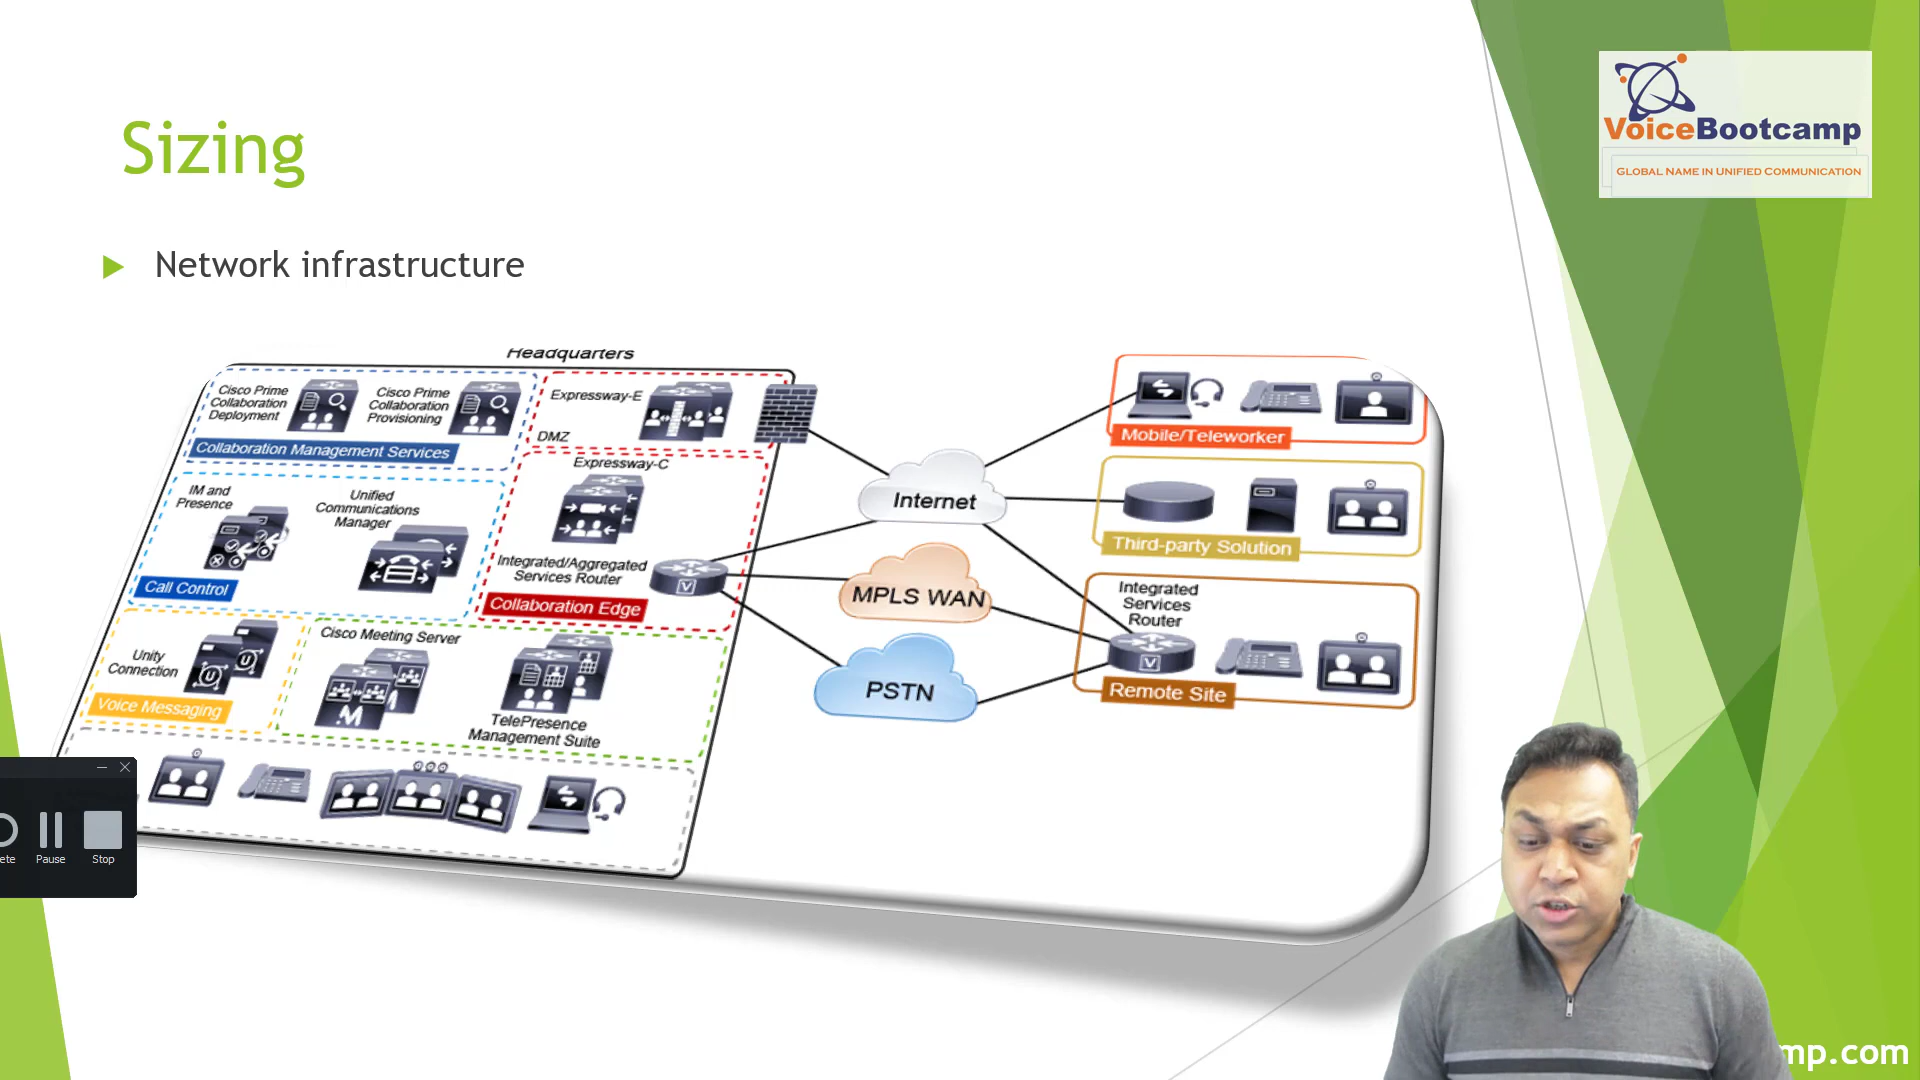 Sizing
VoiceBootcamp
GLOBAL NAME IN UNIFIED COMMUNICATION
Network infrastructure
Headquarters
Cisco Prime
Collaboration
Deployment
Cisco Prime
Collaboration
Provisioning
Collaboration Management Services
Expressway-E
DMZ
Expressway-C
Integrated/Aggregated
Services Router
V
Collaboration Edge
IM and
Presence
Unified
Communications
Manager
Call Control
Unity
Connection
U
U
Voice Messaging
Cisco Meeting Server
M
TelePresence
Management Suite
Internet
MPLS WAN
PSTN
Mobile/Teleworker
Third-party Solution
Integrated
Services
Router
V
Remote Site
ete
Pause
Stop
mp.com